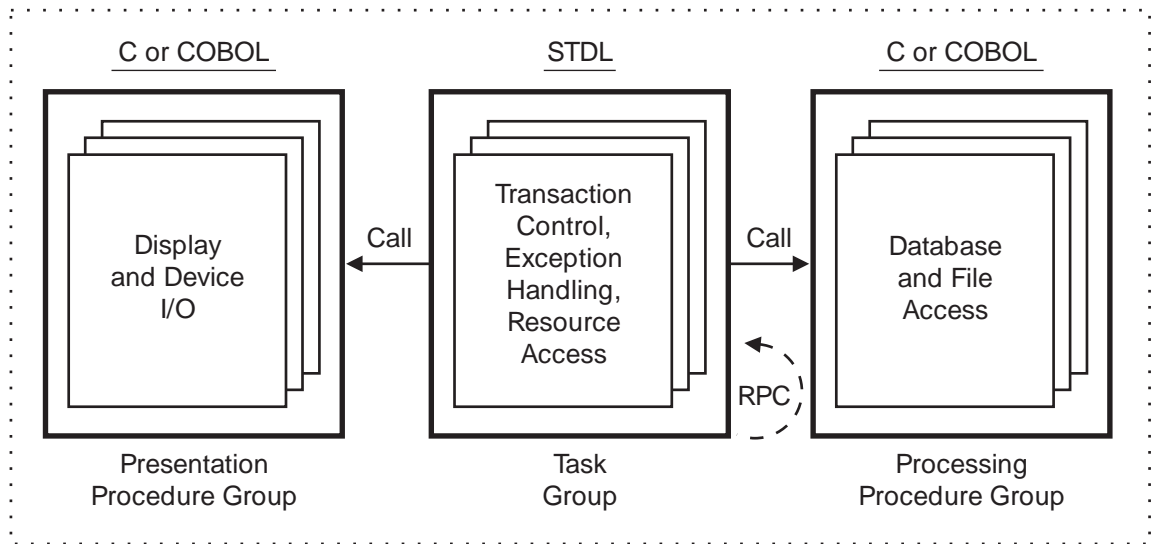 C or COBOL
STDL
C or COBOL
Display
and Device
I/O
Call
Transaction
Control,
Exception
Handling,
Resource
Access
Call
RPC
Database
and File
Access
Presentation
Procedure Group
Task
Group
Processing
Procedure Group